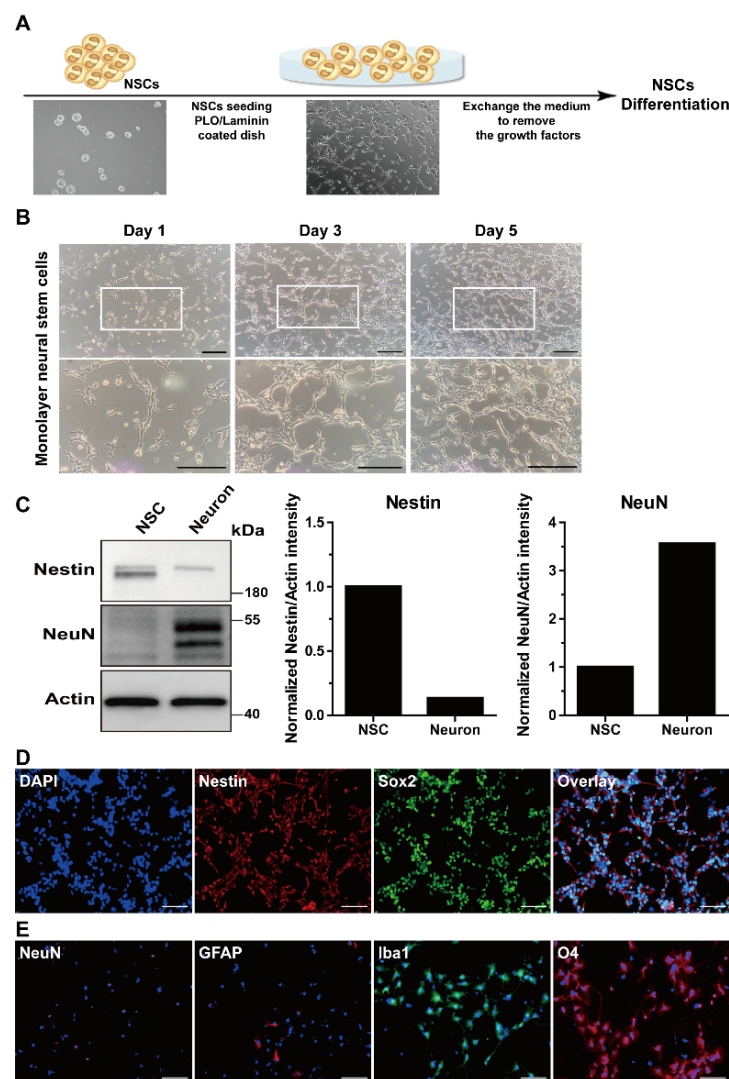 A
NSCs
NSCs seeding
PLO/Laminin
coated dish
Exchange the medium
to remove
the growth factors
NSCs
Differentiation
B
Day 1
Day 3
Day 5
Monolayer neural stem cells
C
NSC
Neuron
kDa
Nestin
180
NeuN
55
Actin
40
Nestin
Normalized Nestin/Actin intensity
1.5
1.0
0.5
0.0
NSC
Neuron
NeuN
Normalized NeuN/Actin intensity
4
3
2
1
0
NSC
Neuron
D
DAPI
Nestin
Sox2
Overlay
E
NeuN
GFAP
Iba1
O4